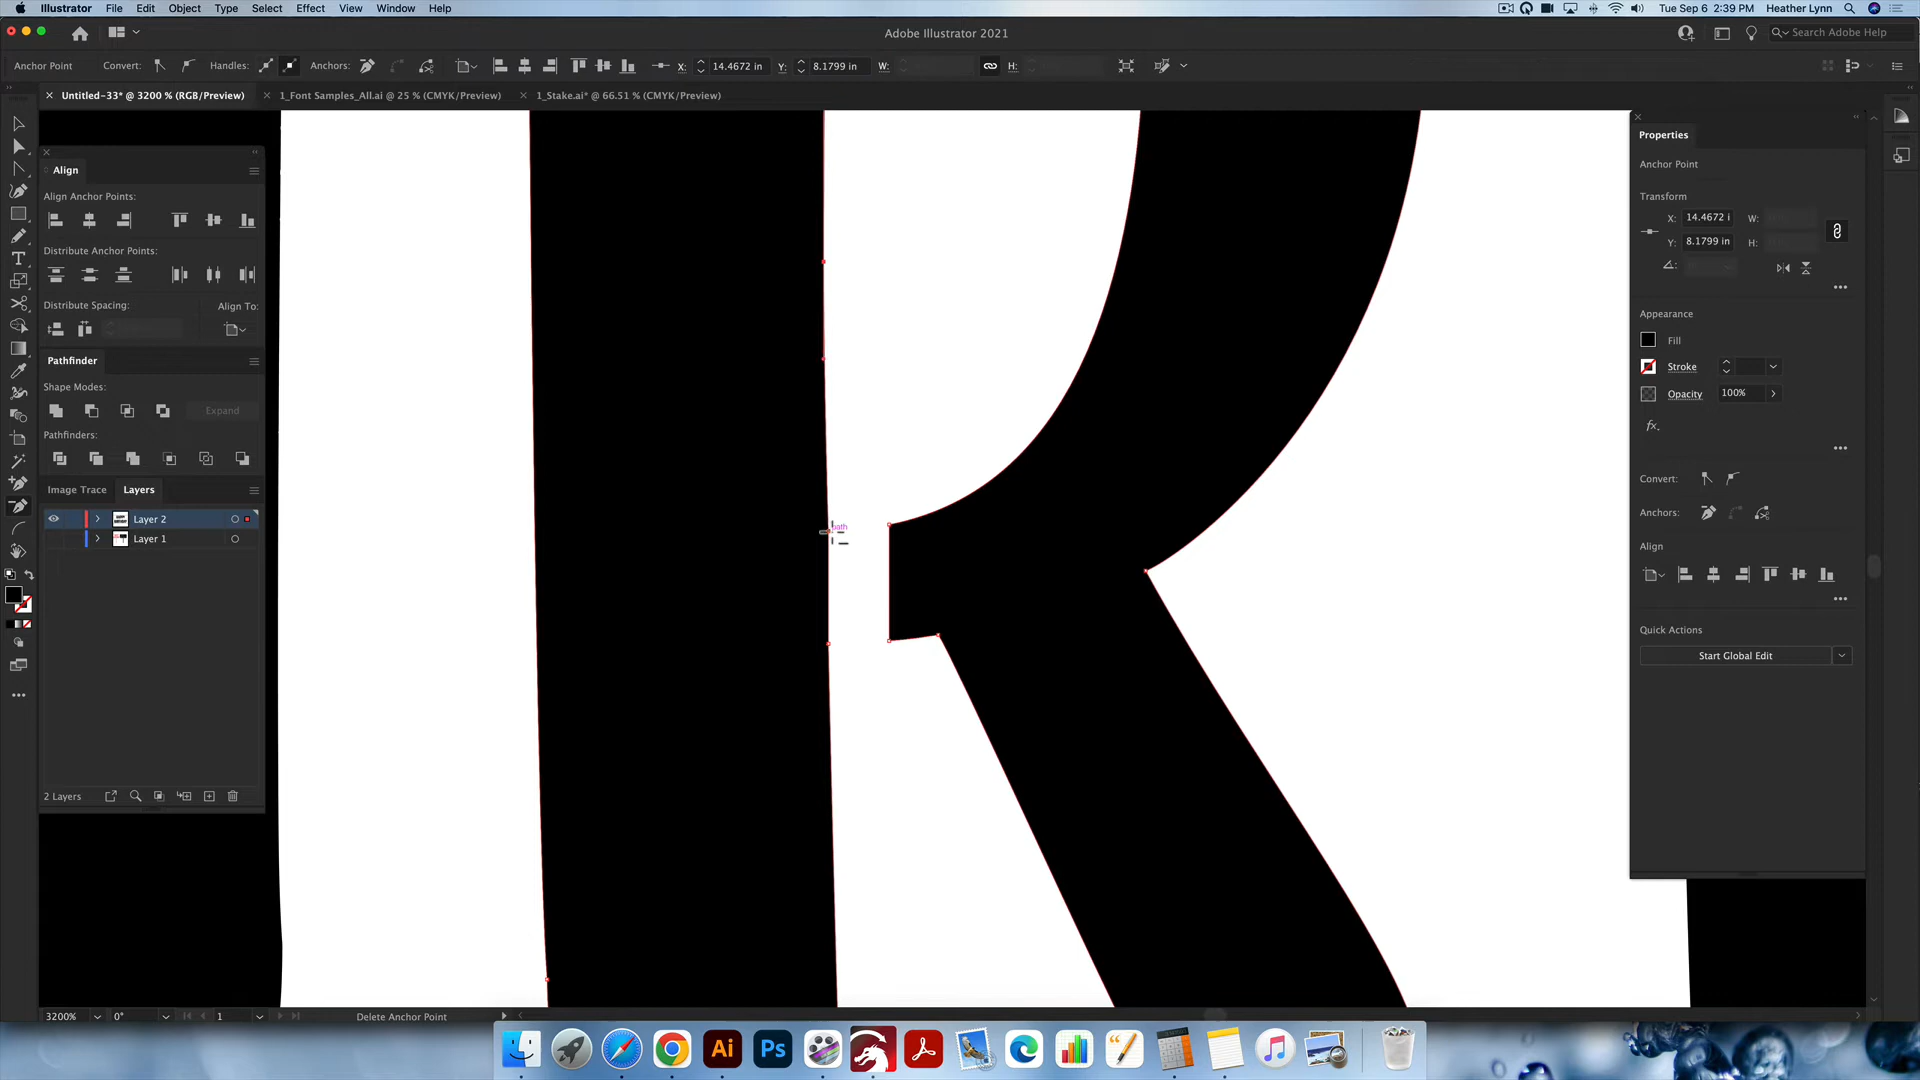 Illustrator File Edit Object Type Select Effect View Window Help
Tue Sep 6 2:39 PM Heather Lynn
Adobe Illustrator 2021
Search Adobe Help
Anchor Point Convert: Handles: Anchors: X: 14.4672 in Y: 8.1799 in W: H:
Untitled-33* @ 3200 % (RGB/Preview) 1_Font Samples_All.ai @ 25 % (CMYK/Preview) 1_Stake.ai* @ 66.51 % (CMYK/Preview)
Align
Align Anchor Points:
Distribute Anchor Points:
Distribute Spacing: Align To:
Pathfinder
Shape Modes:
Expand
Pathfinders:
Image Trace Layers
Layer 2
Layer 1
2 Layers
path
Properties
Anchor Point
Transform
X: 14.4672 i W:
Y: 8.1799 in H:
Appearance
Fill
Stroke
Opacity 100%
fx.
Convert:
Anchors:
Align
Quick Actions
Start Global Edit
3200% 0° 1 Delete Anchor Point
Ai Ps